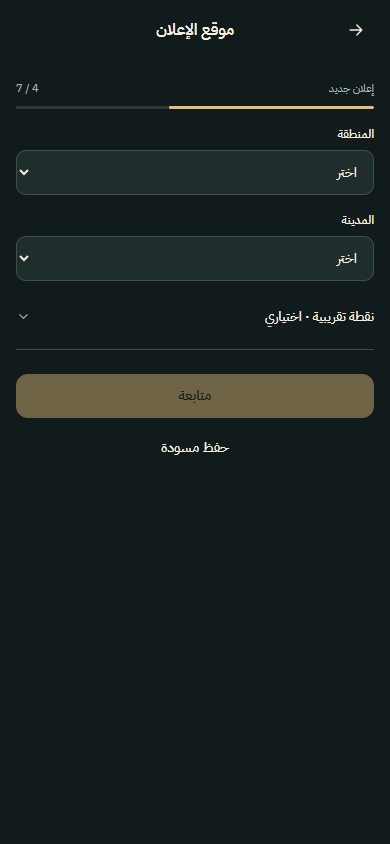 موقع الإعلان
إعلان جديد
7 / 4
المنطقة
اختر
المدينة
اختر
نقطة تقريبية · اختياري
متابعة
حفظ مسودة